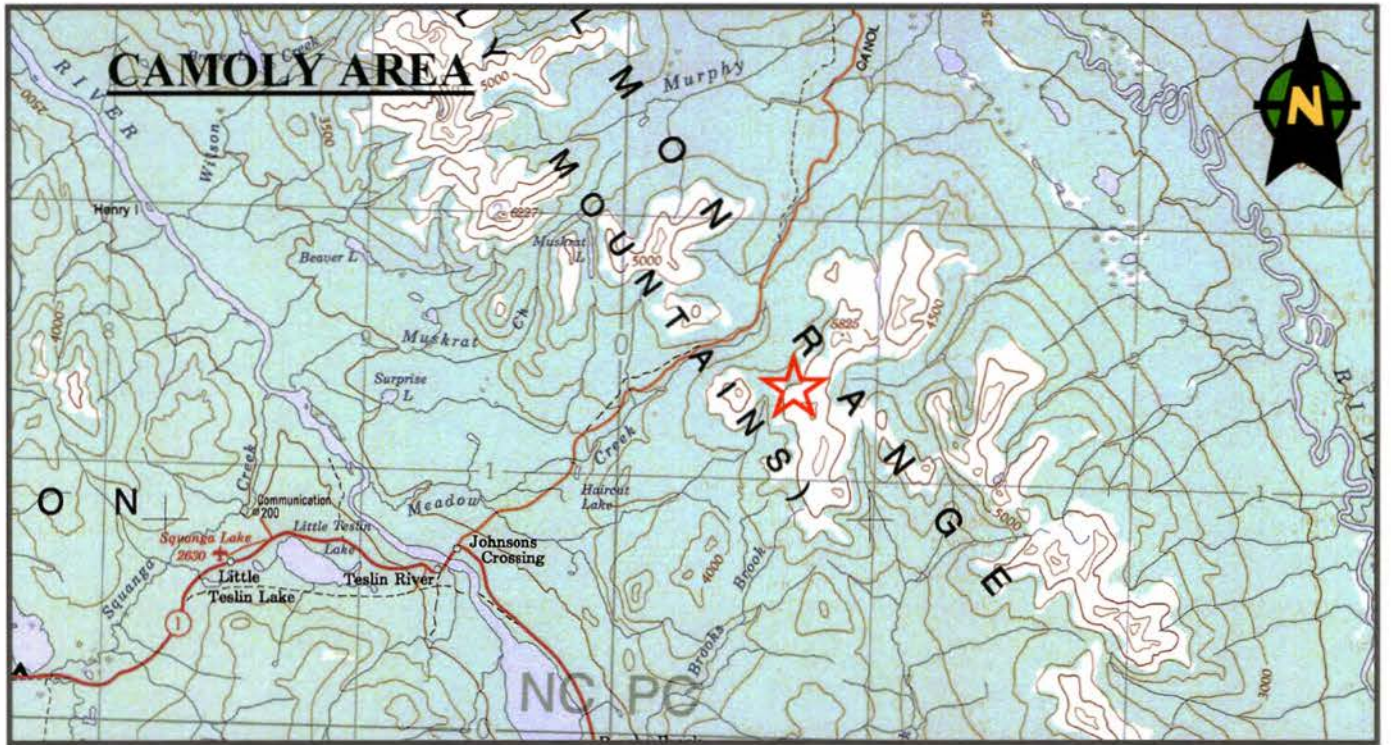 CAMOLY AREA
N
RIVER
Creek
2500
3500
5000
Wilson
Murphy
CANOL
2500
L
Y
L
M
O
N
MOUNTAINS)
RANGE
Henry I
6227
Muskrat
L
5000
Beaver L
4000
Muskrat
Ck
Surprise
L
5825
4500
Creek
Meadow
Haircut
Lake
1
O N
Creek
Communication
200
Squanga Lake
2630
Little Teslin
Lake
Johnsons
Crossing
Little
Teslin Lake
Teslin River
Squanga
1
4000
Brook
Brooks
5000
3000
NC PC